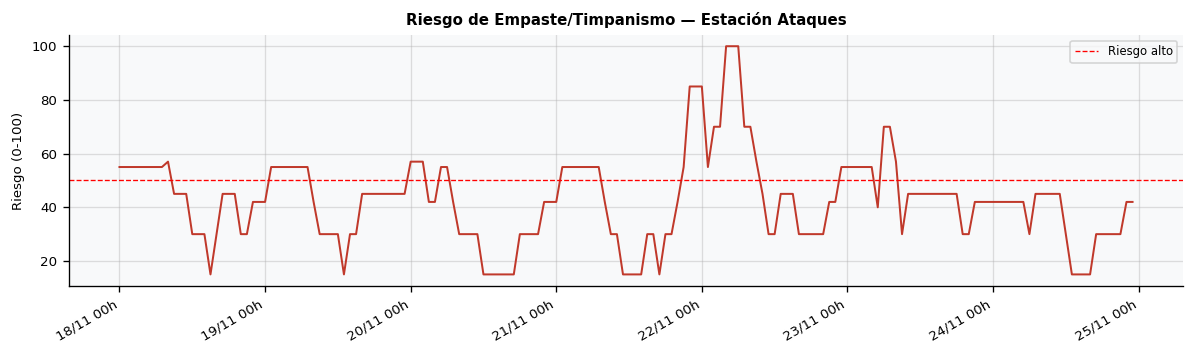 Riesgo de Empaste/Timpanismo — Estación Ataques
Riesgo alto
Riesgo (0-100)
100
80
60
40
20
18/11 00h
19/11 00h
20/11 00h
21/11 00h
22/11 00h
23/11 00h
24/11 00h
25/11 00h